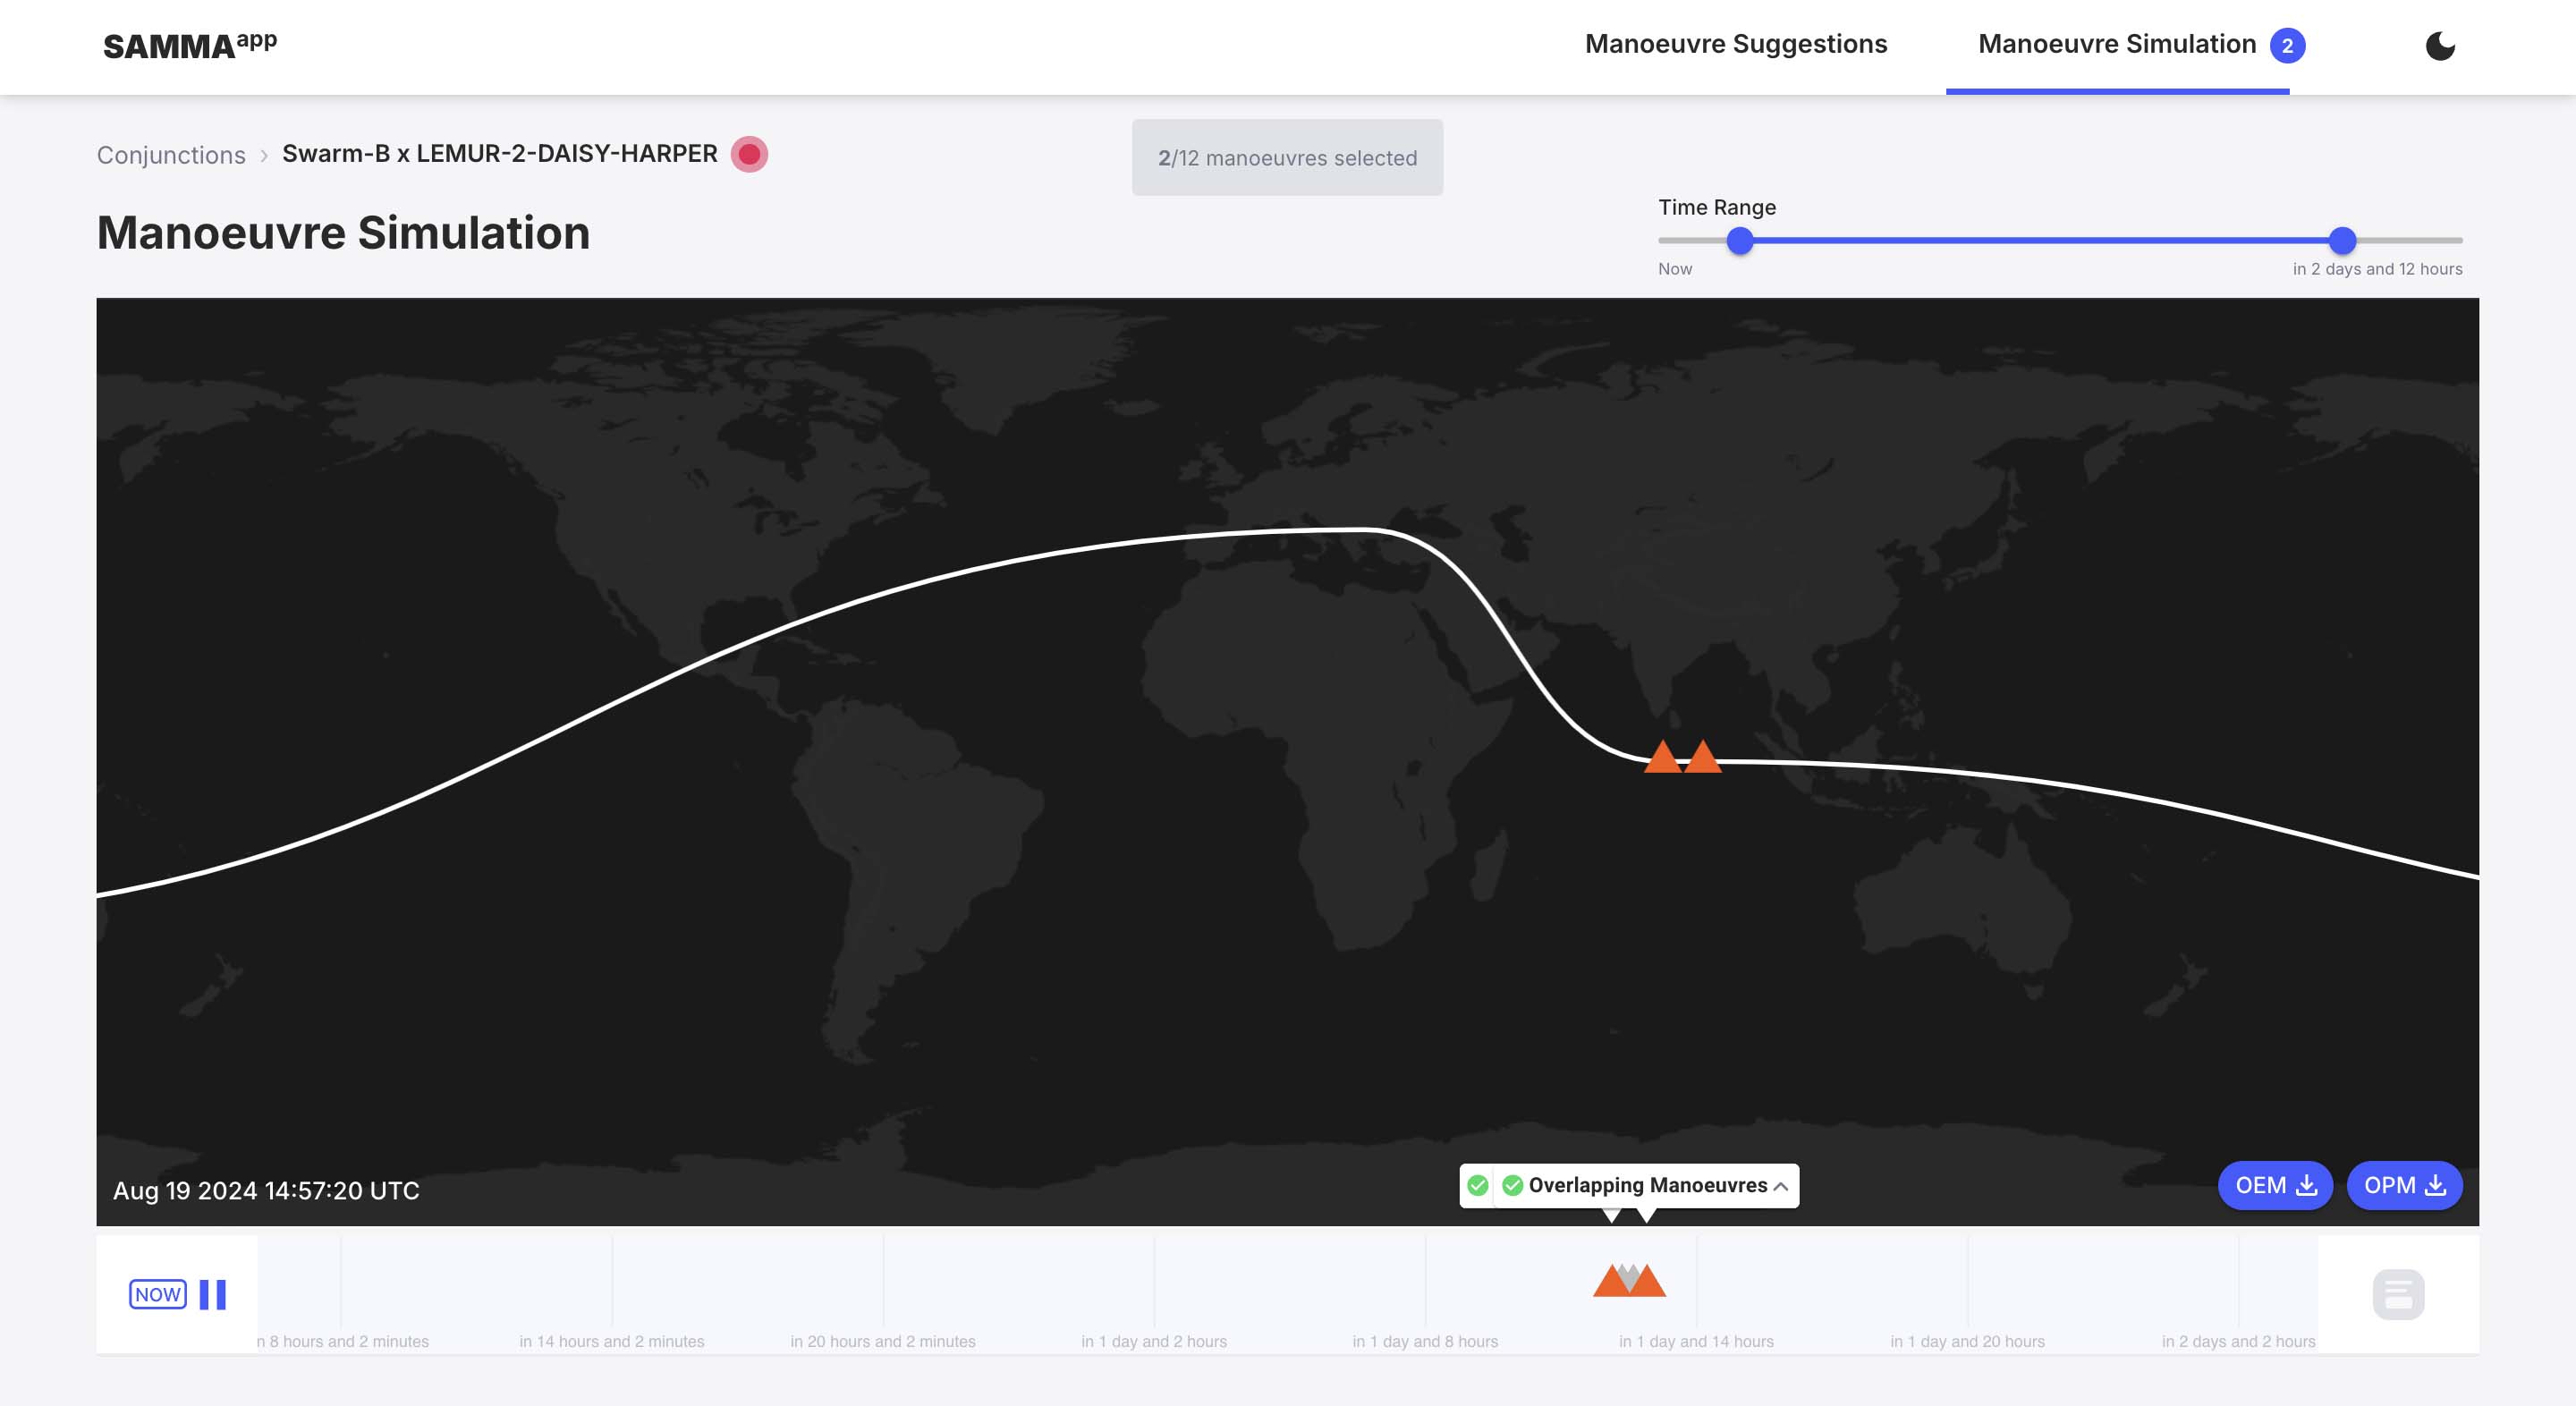 SAMMAapp
Manoeuvre Suggestions
Manoeuvre Simulation 2
Conjunctions › Swarm-B x LEMUR-2-DAISY-HARPER
2/12 manoeuvres selected
Manoeuvre Simulation
Time Range
Now
in 2 days and 12 hours
Aug 19 2024 14:57:20 UTC
Overlapping Manoeuvres
OEM
OPM
NOW
n 8 hours and 2 minutes
in 14 hours and 2 minutes
in 20 hours and 2 minutes
in 1 day and 2 hours
in 1 day and 8 hours
in 1 day and 14 hours
in 1 day and 20 hours
in 2 days and 2 hours